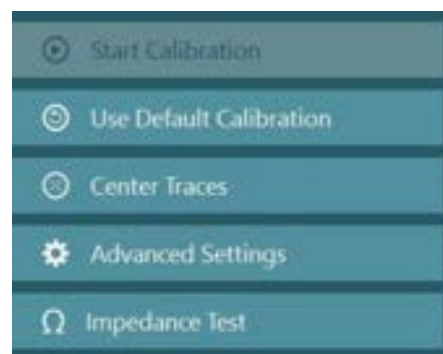 Start Calibration
Use Default Calibration
Center Traces
Advanced Settings
Impedance Test